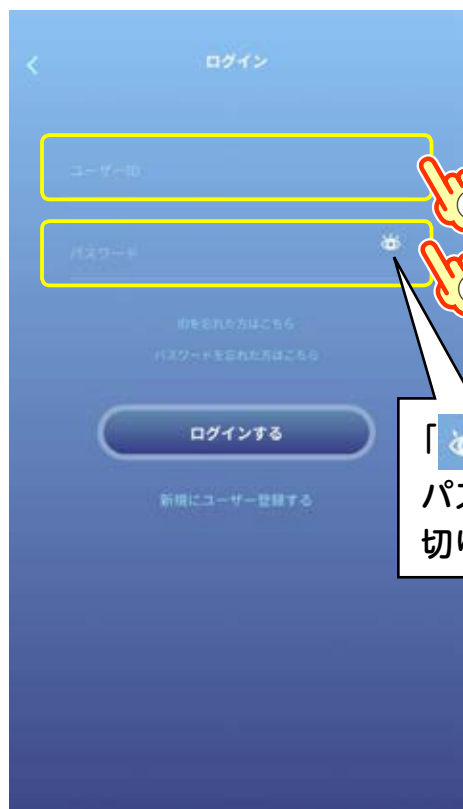 ログイン
ユーザーID
パスワード
IDを忘れた方はこちら
パスワードを忘れた方はこちら
ログインする
新規にユーザー登録する
「
パス
切り